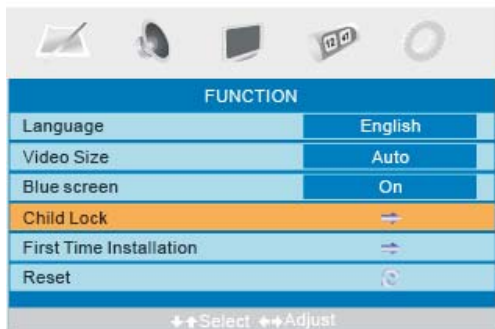 FUNCTION
Language English
Video Size Auto
Blue screen On
Child Lock
First Time Installation
Reset
Select Adjust